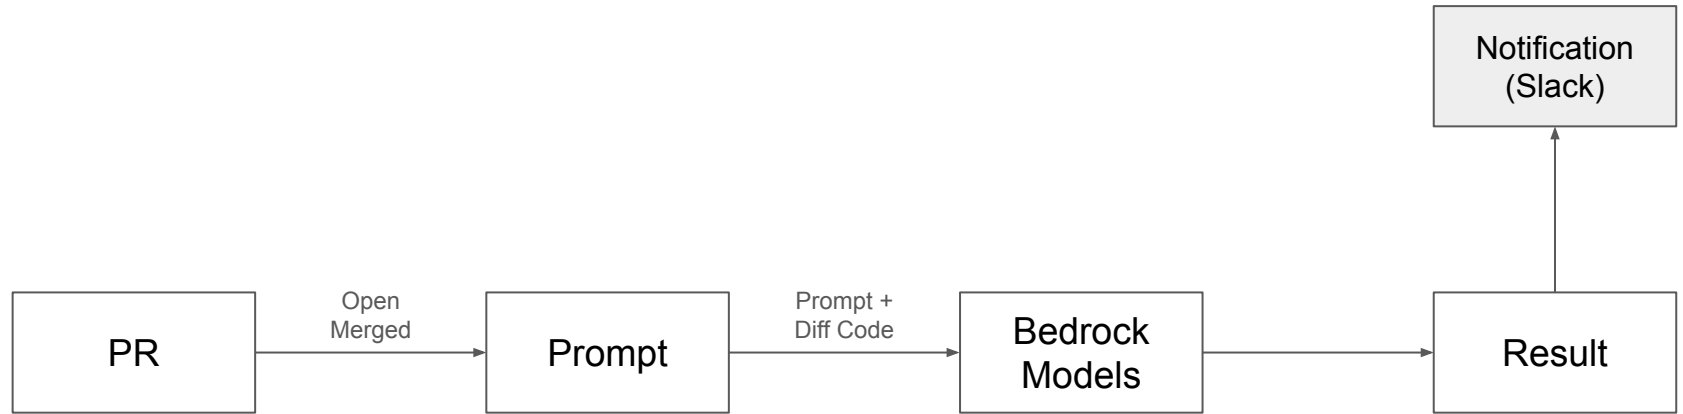 Notification
(Slack)
PR
Open
Merged
Prompt
Prompt +
Diff Code
Bedrock
Models
Result